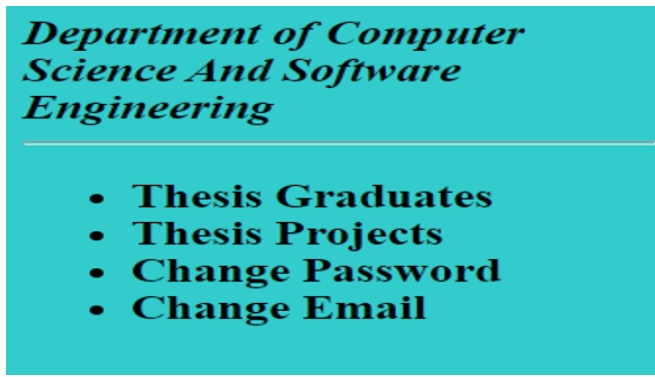 Department of Computer
Science And Software
Engineering
Thesis Graduates
Thesis Projects
Change Password
Change Email